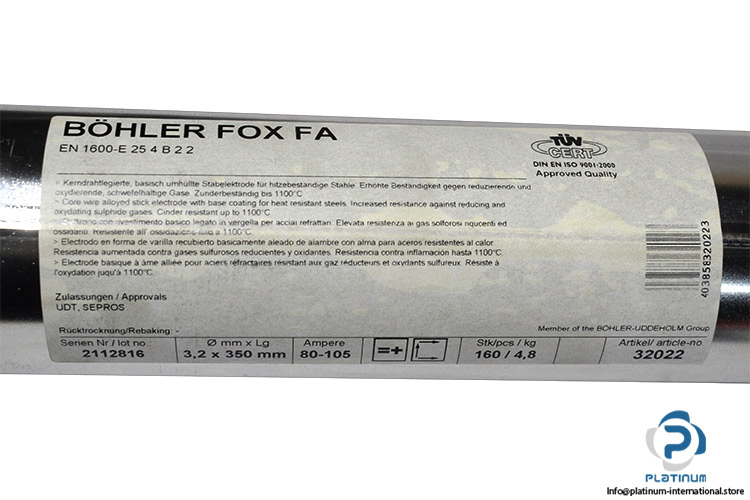 BÖHLER FOX FA
EN 1600-E 25 4 B 2 2
TÜV
CERT
DIN EN ISO 9001:2000
Approved Quality
> Kerndrahtlegierte, basisch umhüllte Stabelektrode für hitzebeständige Stähle. Erhöhte Beständigkeit gegen reduzierende und
oxydierende, schwefelhaltige Gase. Zunderbeständig bis 1100°C
> Core wire alloyed stick electrode with base coating for heat resistant steels. Increased resistance against reducing and
oxydating sulphide gases. Cinder resistant up to 1100°C
con rivestimento basico legato in vergella per acciai refrattari. Elevata resistenza ai gas solforosi riducenti ed
ossidanti. Resistente all' ossidazione fino a 1100°C
> Electrodo en forma de varilla recubierto basicamente aleado de alambre con alma para aceros resistentes al calor
Resistencia aumentada contra gases sulfurosos reducientes y oxidantes. Resistencia contra inflamación hasta 1100°C
> Electrode basique à âme alliée pour aciers réfractaires résistant aux gaz réducteurs et oxydants sulfureux. Resiste à
l'oxydation juqu'à 1100°C
4038583202223
Zulassungen / Approvals
UDT, SEPROS
Rücktrocknung/Rebaking: -
Member of the BÖHLER-UDDEHOLM Group
Serien Nr./ lot no.: Ø mm x Lg Ampere Stk/pcs / kg Artikel/ article-no
2112816 3,2 x 350 mm 80-105 =+ 160 / 4,8 32022
PLATINUM
Info@platinum-international.store